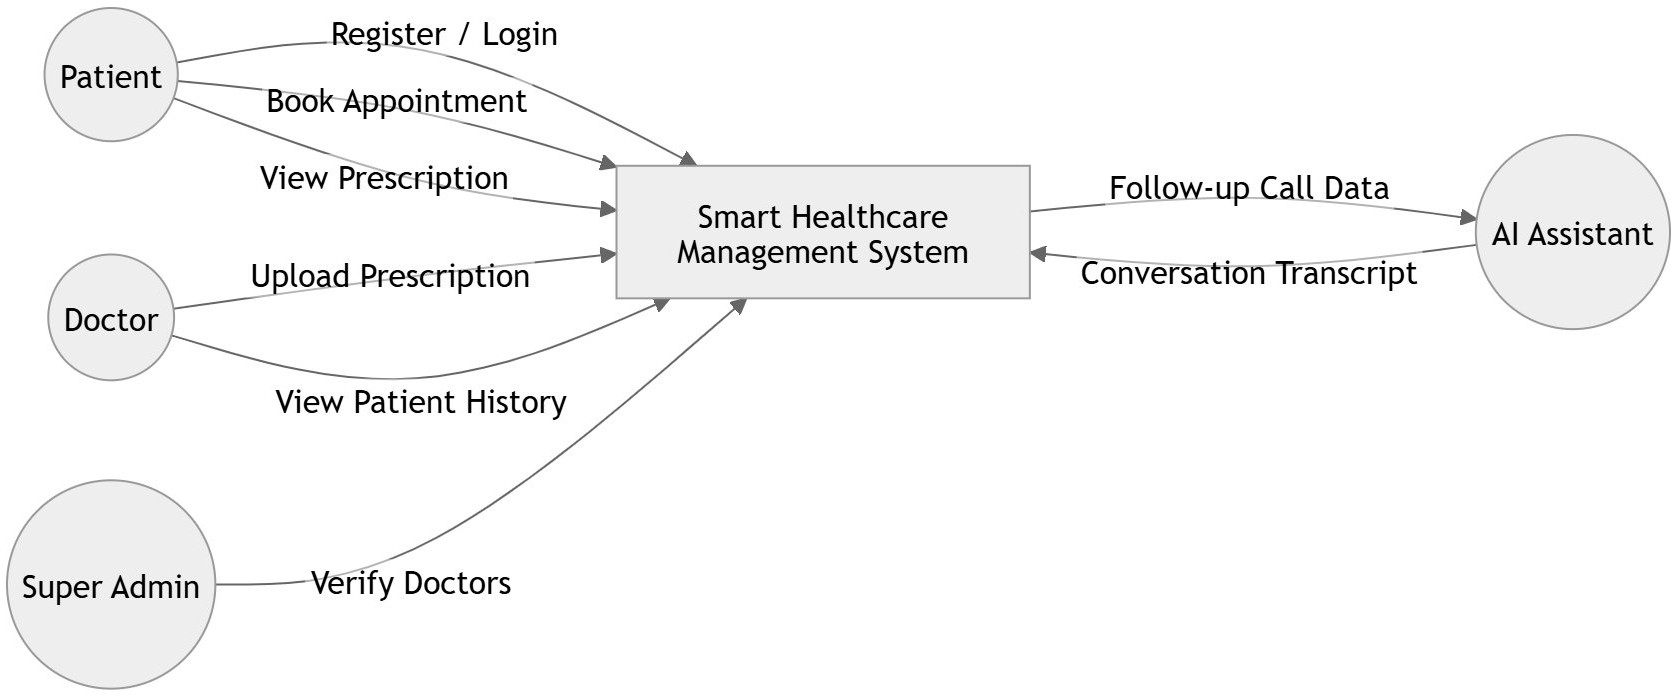 Patient
Register / Login
Book Appointment
View Prescription
Smart Healthcare
Management System
Follow-up Call Data
AI Assistant
Conversation Transcript
Doctor
Upload Prescription
View Patient History
Super Admin
Verify Doctors